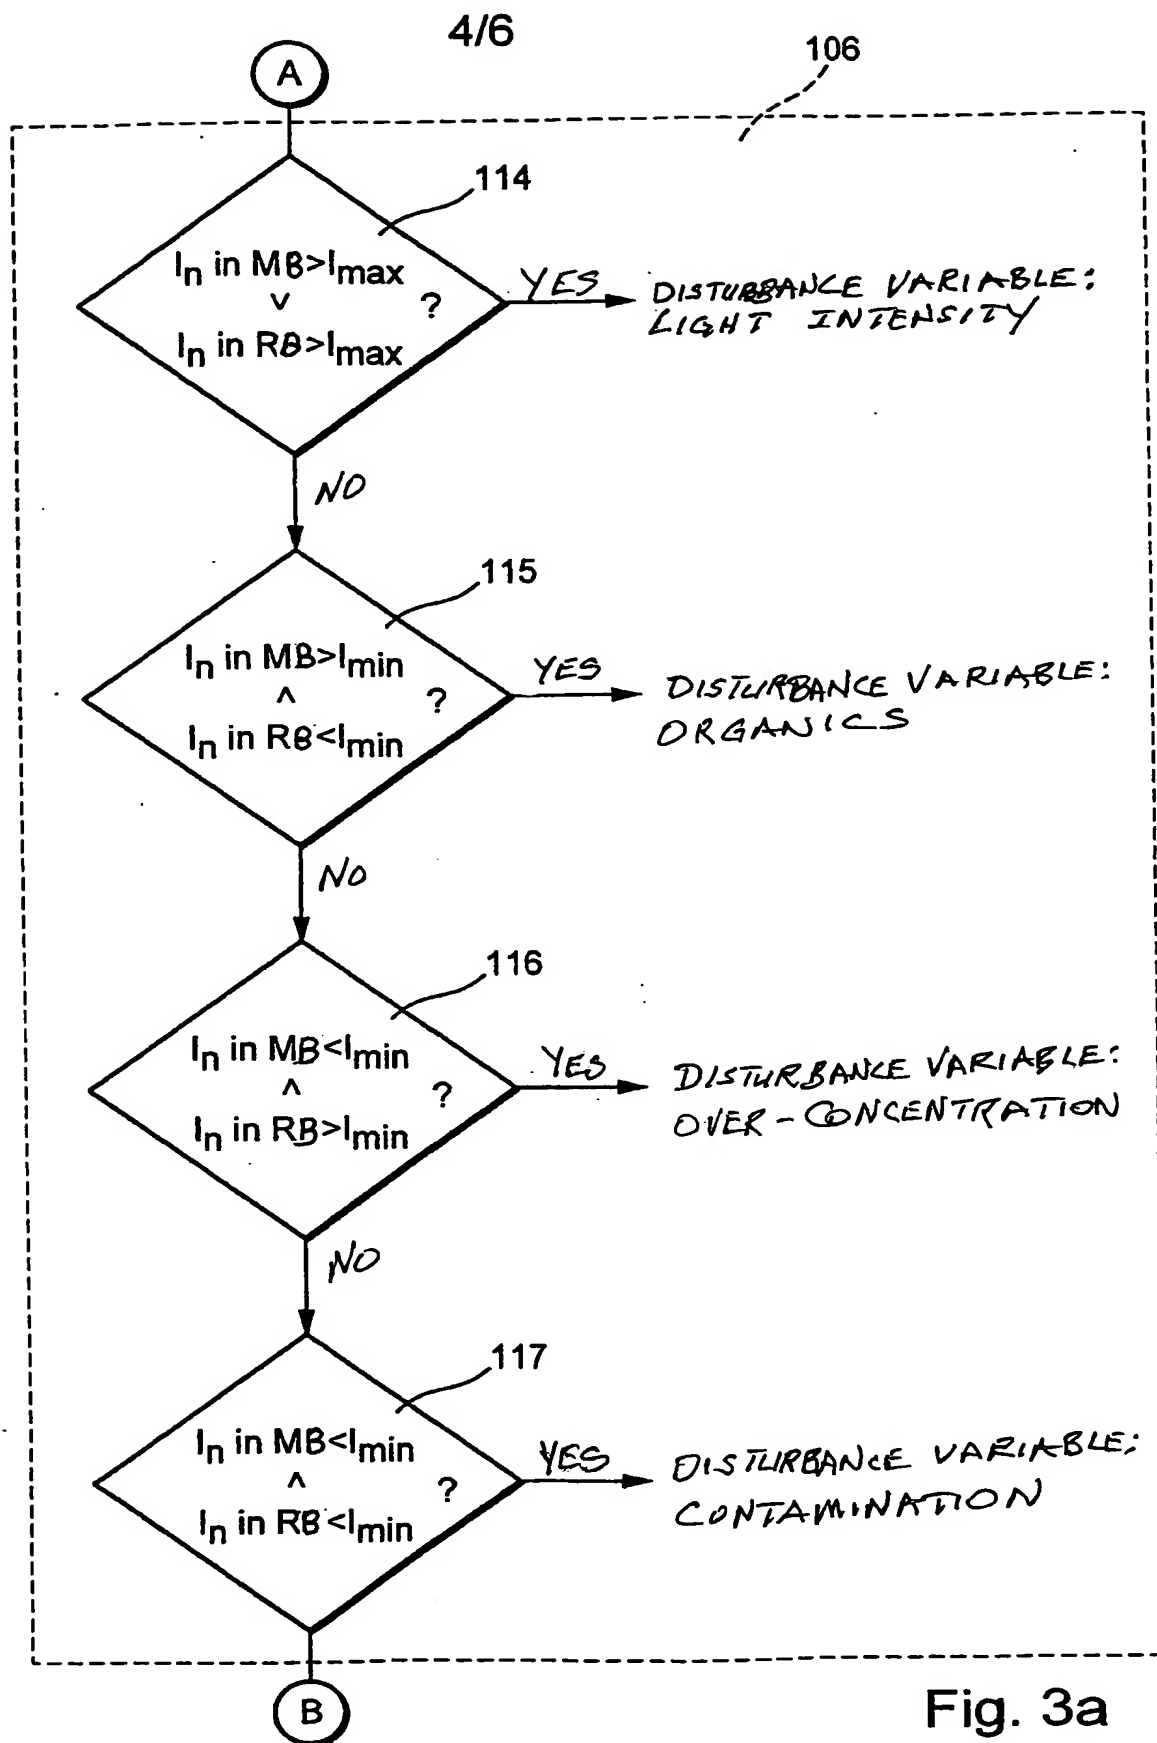 4/6
A
106
114
Iₙ in MB>Iₘₐₓ
∨ ?
Iₙ in RB>Iₘₐₓ
YES
DISTURBANCE VARIABLE:
LIGHT INTENSITY
NO
115
Iₙ in MB>Iₘᵢₙ
∧ ?
Iₙ in RB<Iₘᵢₙ
YES
DISTURBANCE VARIABLE:
ORGANICS
NO
116
Iₙ in MB<Iₘᵢₙ
∧ ?
Iₙ in RB>Iₘᵢₙ
YES
DISTURBANCE VARIABLE:
OVER-CONCENTRATION
NO
117
Iₙ in MB<Iₘᵢₙ
∧ ?
Iₙ in RB<Iₘᵢₙ
YES
DISTURBANCE VARIABLE:
CONTAMINATION
B
Fig. 3a